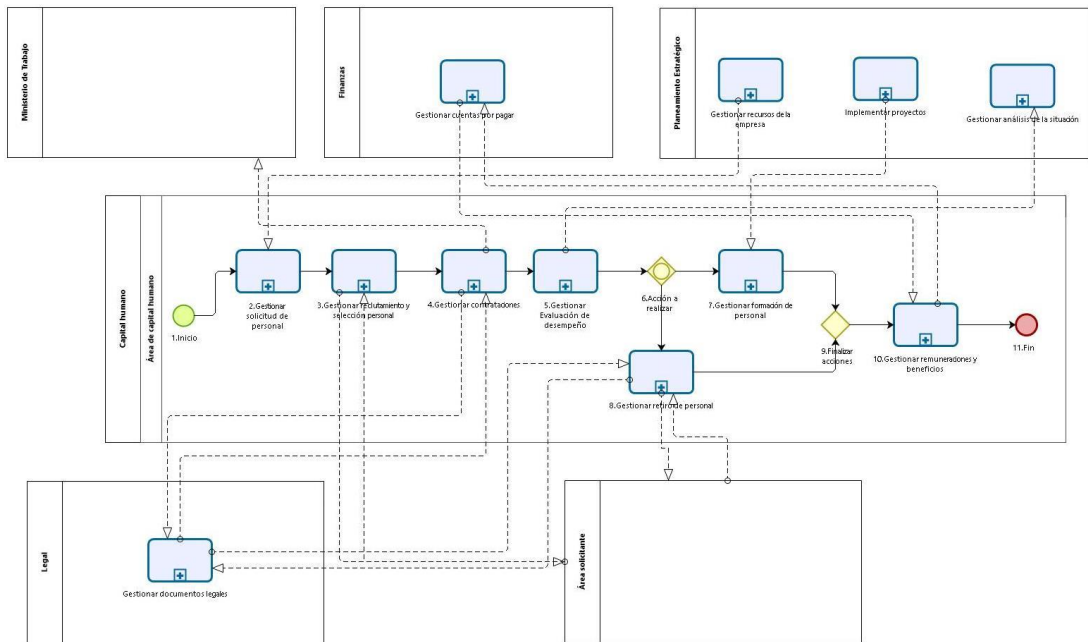 Ministerio de Trabajo
Finanzas
Gestionar cuentas por pagar
Planeamiento Estratégico
Gestionar recursos de la
empresa
Implementar proyectos
Gestionar análisis de la situación
Capital humano
Área de capital humano
1.Inicio
2.Gestionar
solicitud de
personal
3.Gestionar reclutamiento y
selección personal
4.Gestionar contrataciones
5.Gestionar
Evaluación de
desempeño
6.Acción a
realizar
7.Gestionar formación de
personal
8.Gestionar retiro de personal
9.Finalizar
acciones
10.Gestionar remuneraciones y
beneficios
11.Fin
Legal
Gestionar documentos legales
Área solicitante